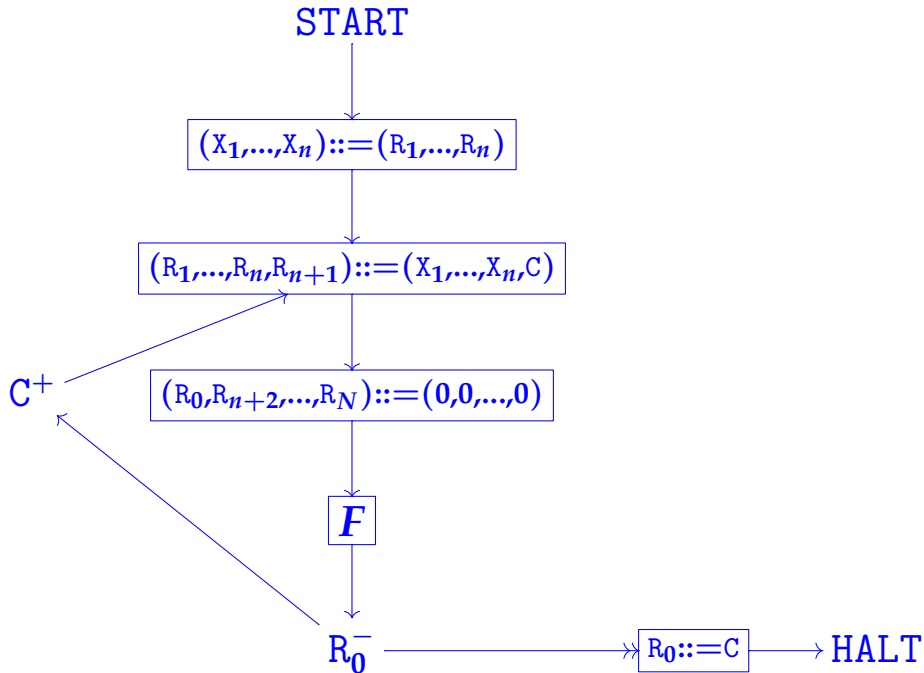 START
(X₁,...,Xₙ)::=(R₁,...,Rₙ)
(R₁,...,Rₙ,Rₙ₊₁)::=(X₁,...,Xₙ,C)
C⁺
(R₀,Rₙ₊₂,...,R_N)::=(0,0,...,0)
F
R₀⁻
R₀::=C
HALT